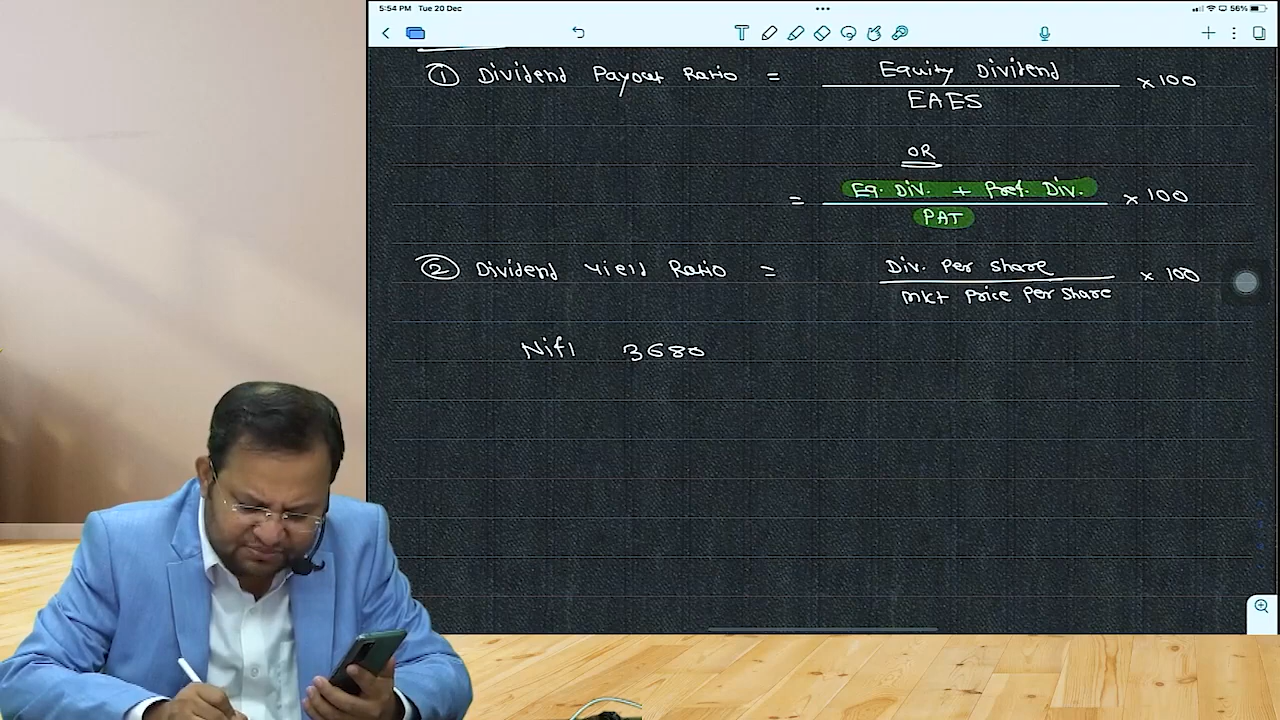 5:54 PM Tue 20 Dec
56%
① Dividend Payout Ratio = Equity Dividend × 100
EAES
OR
= Eq. Div. + Pref. Div. × 100
PAT
② Dividend Yield Ratio = Div. Per share × 100
Mkt Price Per Share
Nifl 3680